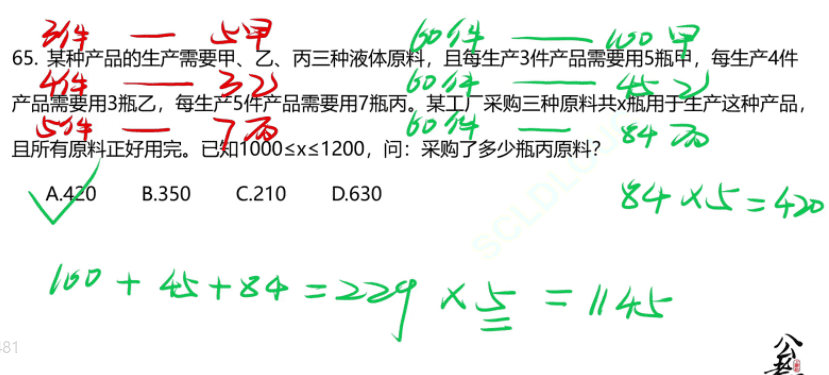 3件 — 5甲 60件 — 100甲
65. 某种产品的生产需要甲、乙、丙三种液体原料，且每生产3件产品需要用5瓶甲，每生产4件
4件 — 3乙 60件 — 45乙
产品需要用3瓶乙，每生产5件产品需要用7瓶丙。某工厂采购三种原料共x瓶用于生产这种产品，
5件 — 7丙 60件 — 84丙
且所有原料正好用完。已知1000≤x≤1200，问：采购了多少瓶丙原料？
A.420 B.350 C.210 D.630
84×5=420
100+45+84=229×5=1145
481